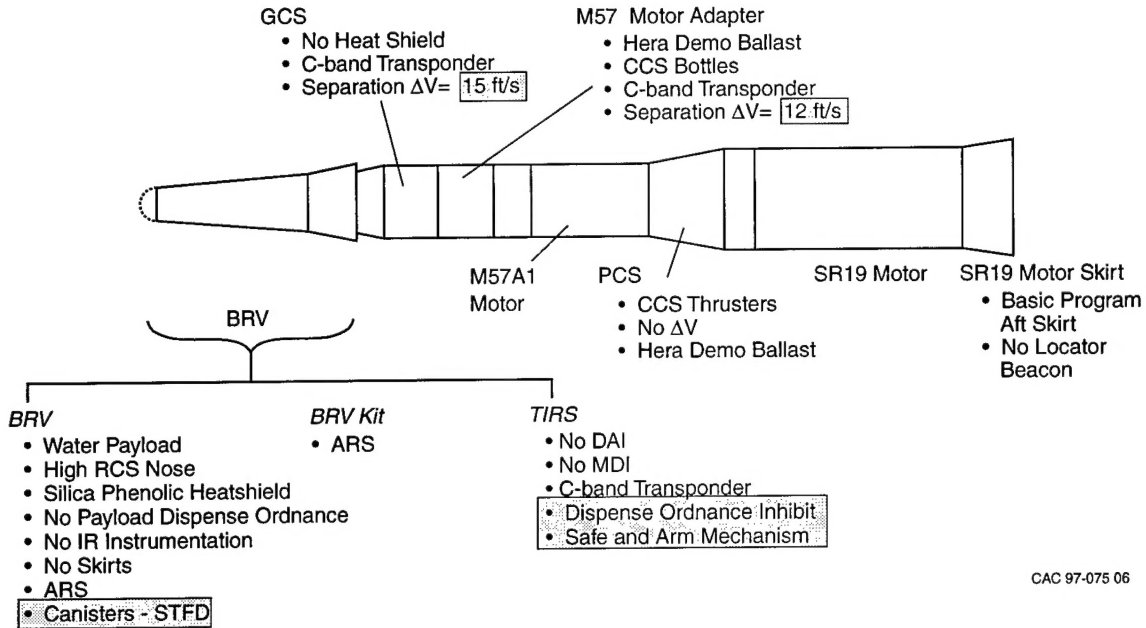 GCS
• No Heat Shield
• C-band Transponder
• Separation ΔV= 15 ft/s
M57 Motor Adapter
• Hera Demo Ballast
• CCS Bottles
• C-band Transponder
• Separation ΔV= 12 ft/s
M57A1
Motor
PCS
• CCS Thrusters
• No ΔV
• Hera Demo Ballast
SR19 Motor
SR19 Motor Skirt
• Basic Program
Aft Skirt
• No Locator
Beacon
BRV
BRV
• Water Payload
• High RCS Nose
• Silica Phenolic Heatshield
• No Payload Dispense Ordnance
• No IR Instrumentation
• No Skirts
• ARS
• Canisters - STFD
BRV Kit
• ARS
TIRS
• No DAI
• No MDI
• C-band Transponder
• Dispense Ordnance Inhibit
• Safe and Arm Mechanism
CAC 97-075 06